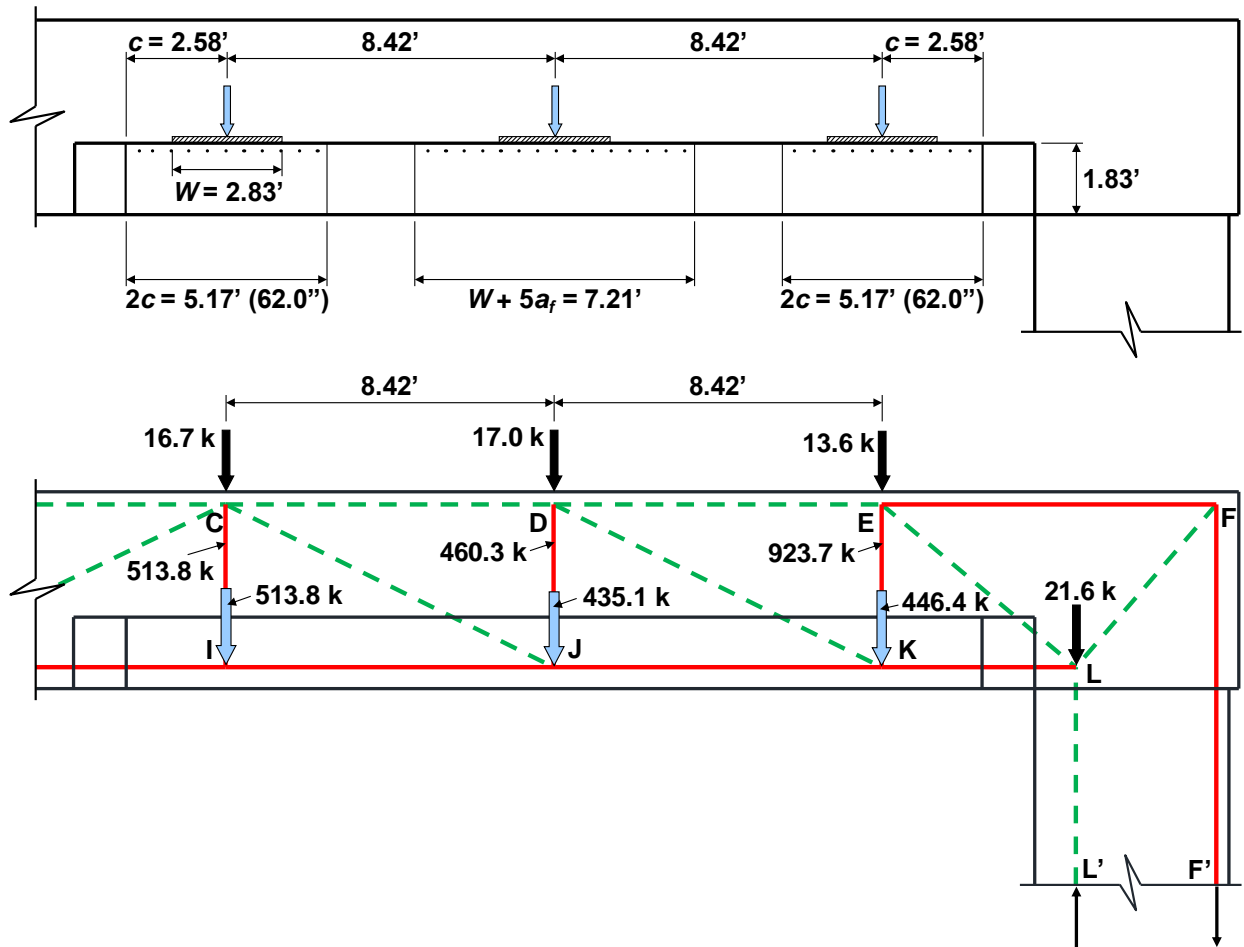 c = 2.58’ 8.42’ 8.42’ c = 2.58’
W = 2.83’
1.83’
2c = 5.17’ (62.0”) W + 5af = 7.21’ 2c = 5.17’ (62.0”)
8.42’ 8.42’
16.7 k 17.0 k 13.6 k
C D E F
513.8 k 460.3 k 923.7 k
513.8 k 435.1 k 446.4 k 21.6 k
I J K L
L’ F’